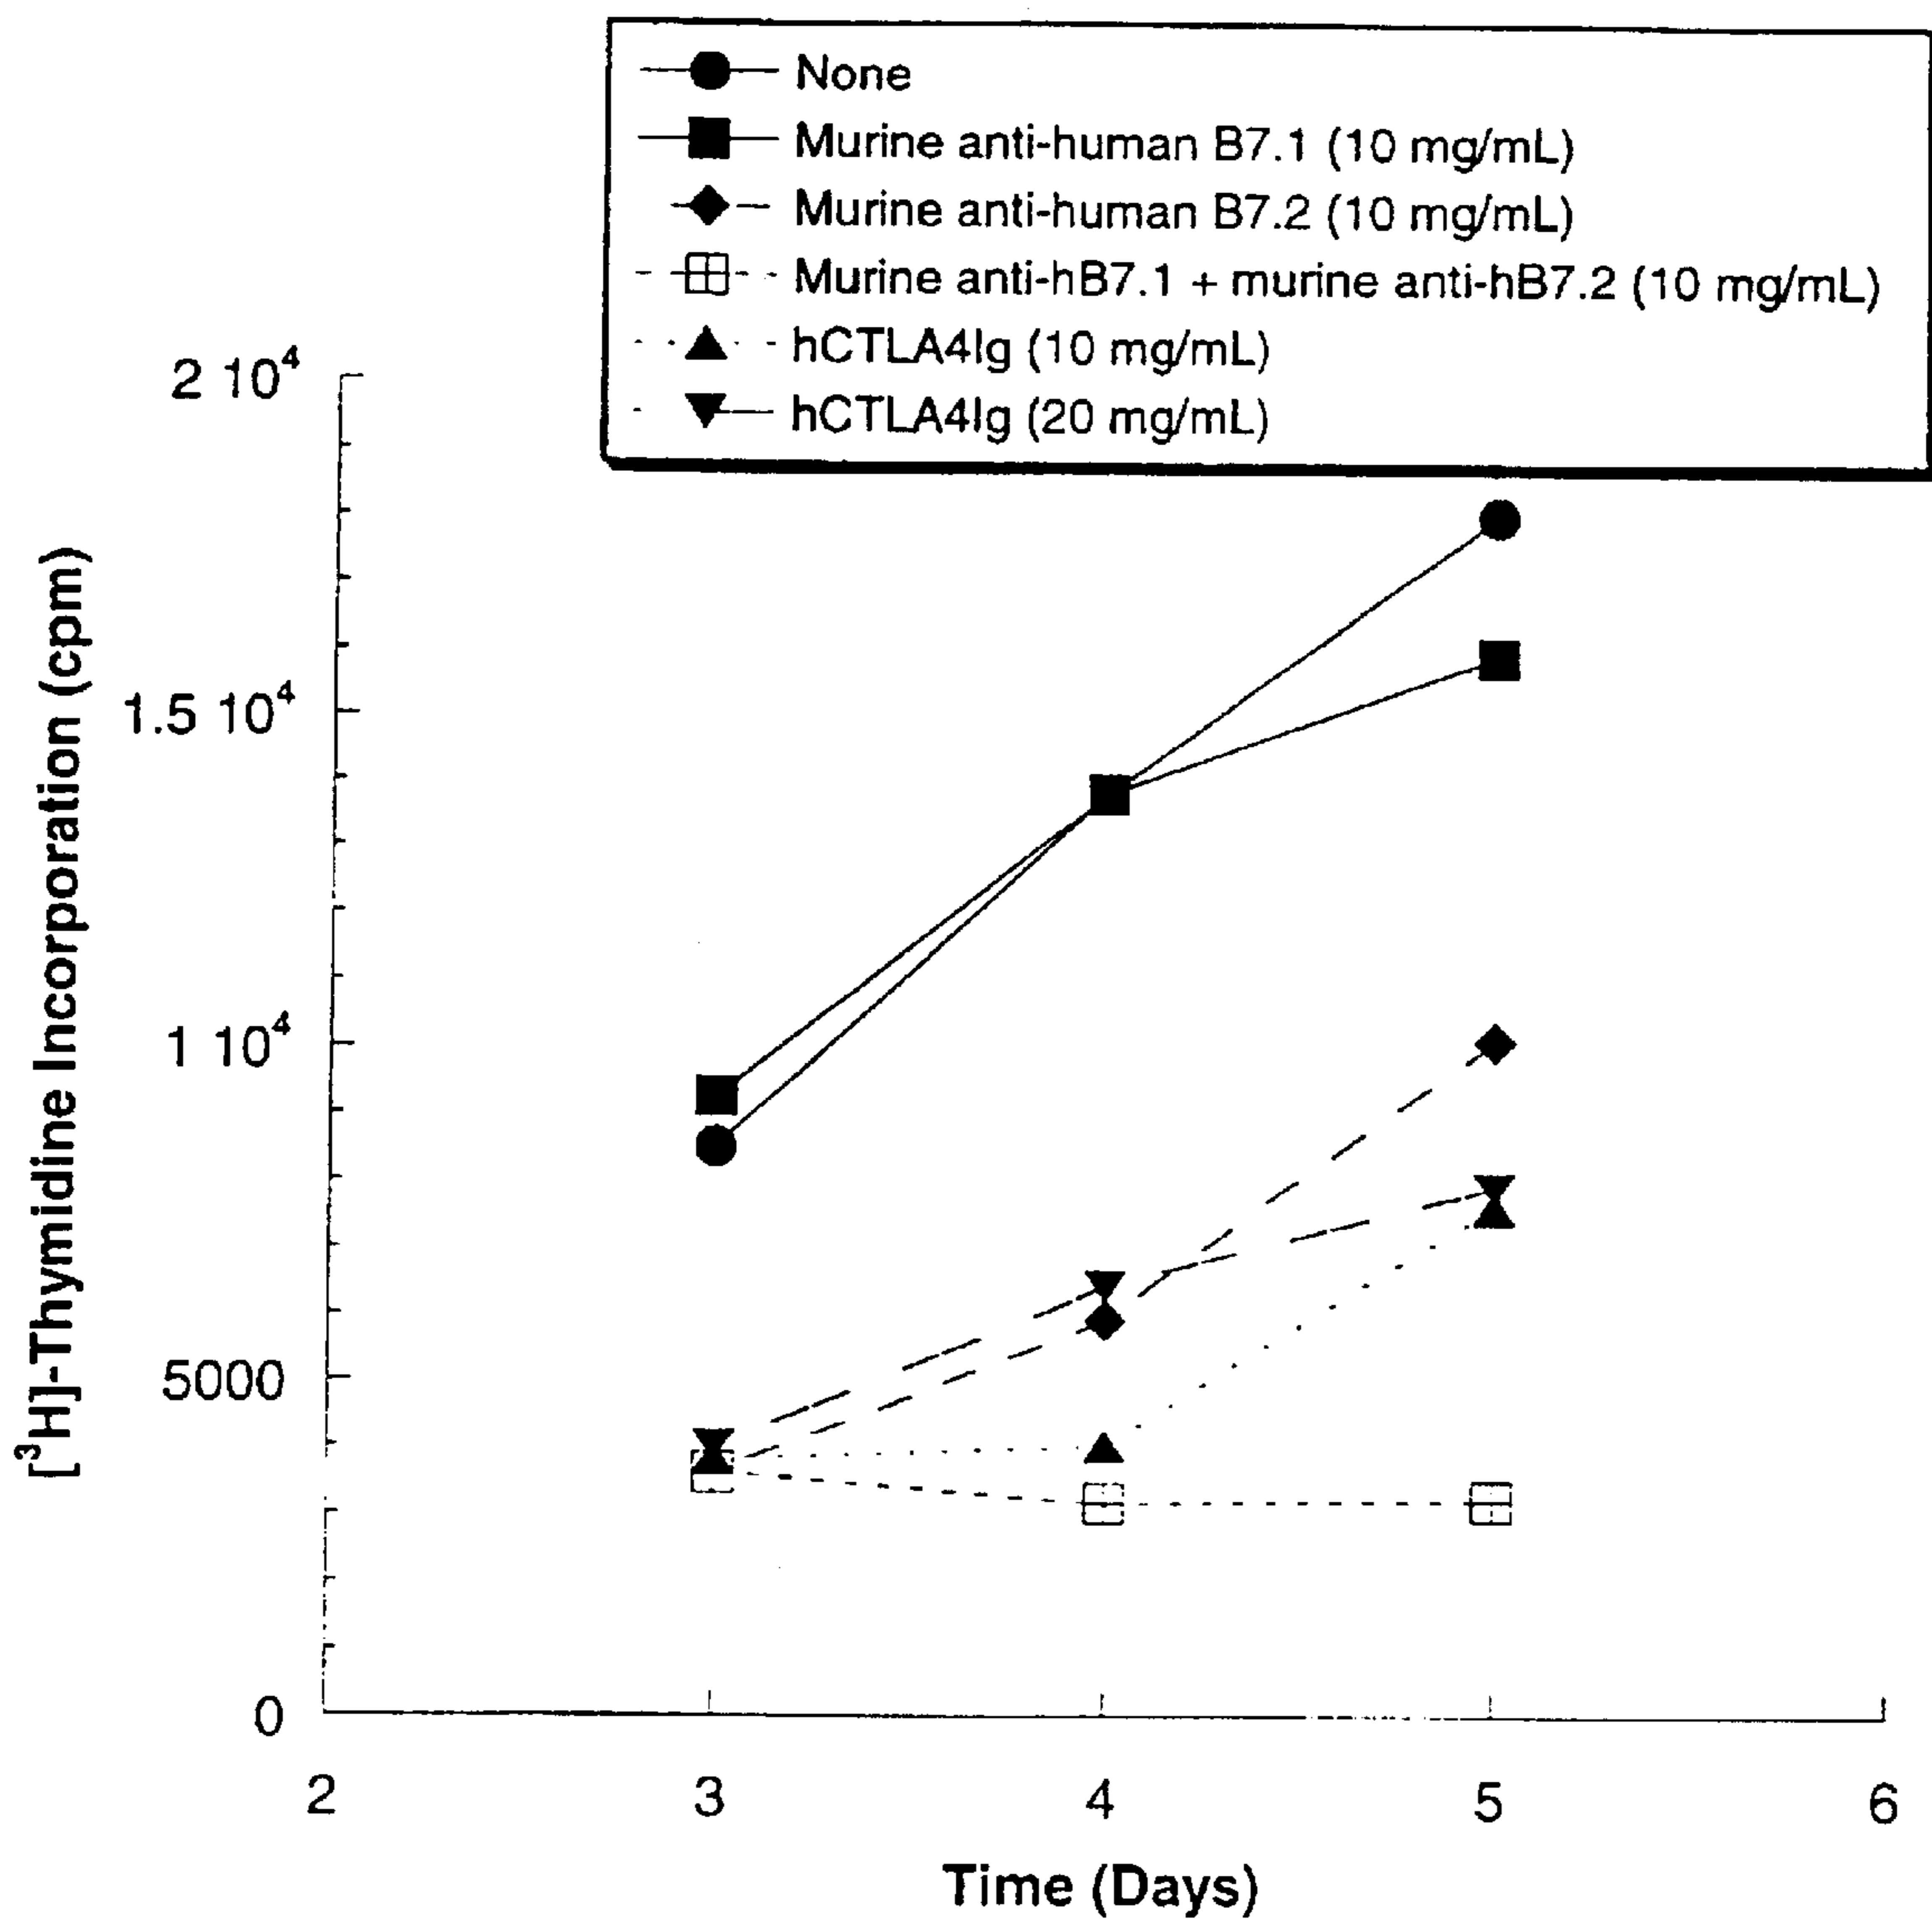 None
Murine anti-human B7.1 (10 mg/mL)
Murine anti-human B7.2 (10 mg/mL)
Murine anti-hB7.1 + murine anti-hB7.2 (10 mg/mL)
hCTLA4Ig (10 mg/mL)
hCTLA4Ig (20 mg/mL)
2 10⁴
1.5 10⁴
1 10⁴
5000
0
[³H]-Thymidine Incorporation (cpm)
2 3 4 5 6
Time (Days)